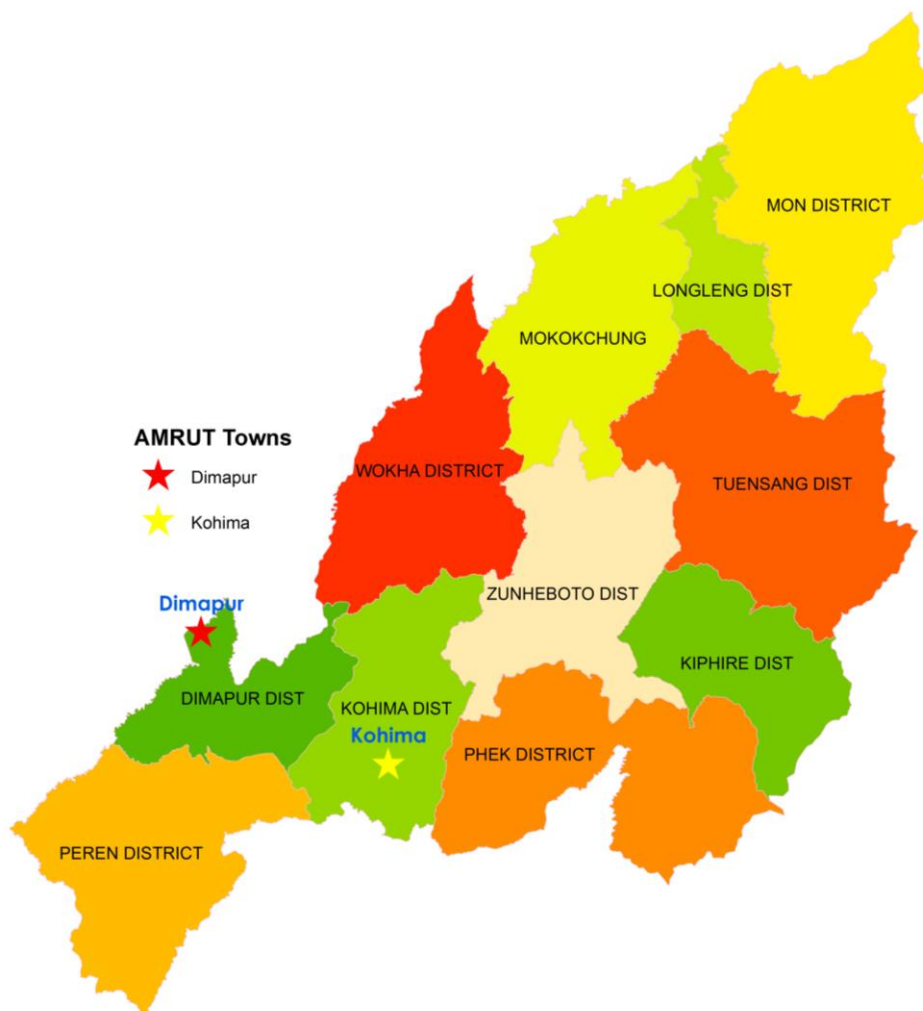 MON DISTRICT
LONGLENG DIST
MOKOKCHUNG
AMRUT Towns
Dimapur
Kohima
WOKHA DISTRICT
TUENSANG DIST
ZUNHEBOTO DIST
Dimapur
KIPHIRE DIST
DIMAPUR DIST
KOHIMA DIST
Kohima
PHEK DISTRICT
PEREN DISTRICT